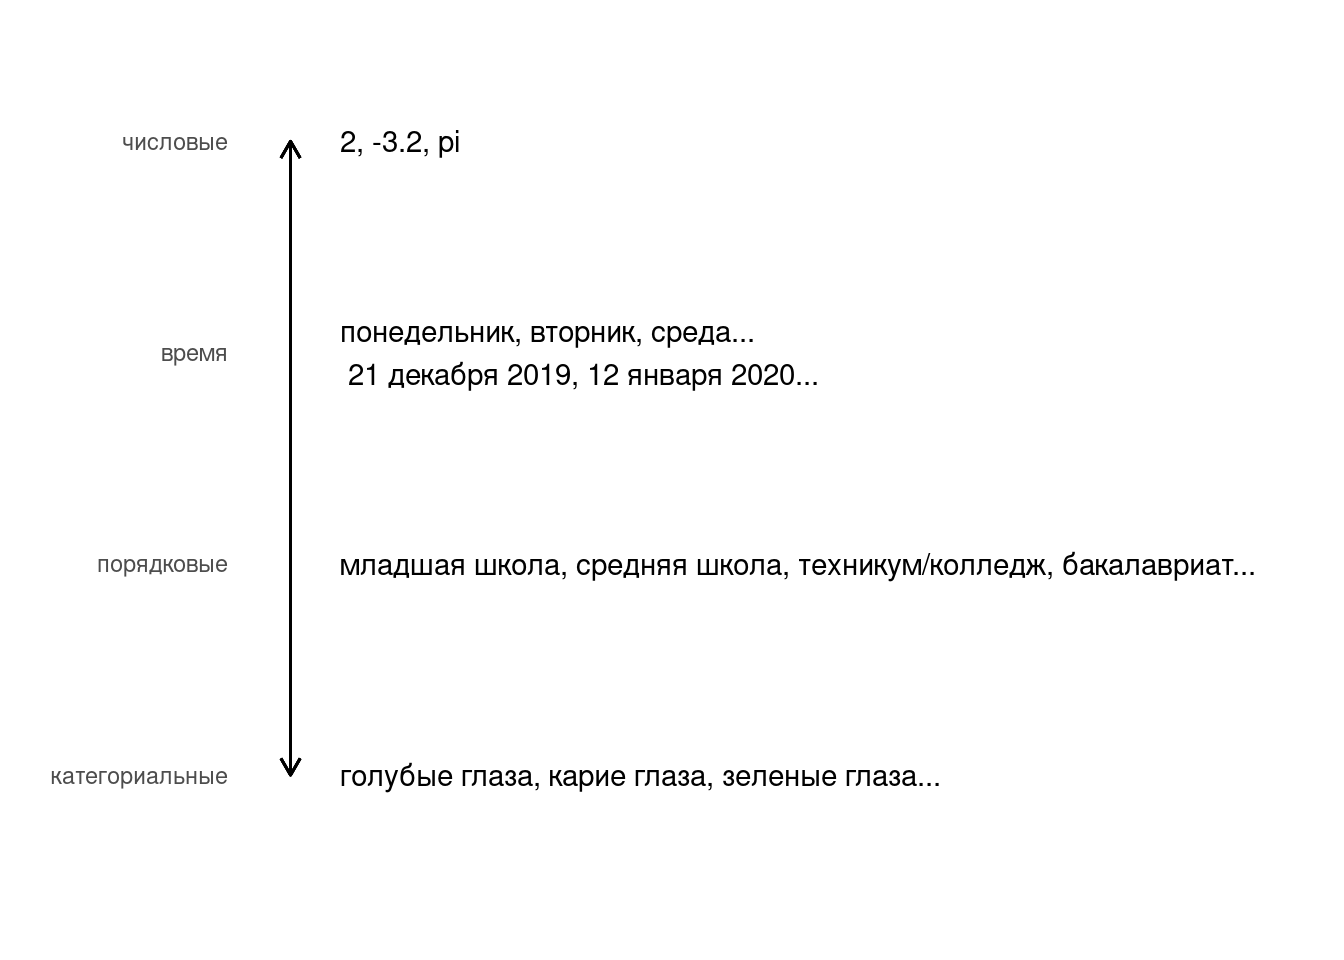 числовые 2, -3.2, pi
понедельник, вторник, среда...
время
21 декабря 2019, 12 января 2020...
порядковые младшая школа, средняя школа, техникум/колледж, бакалавриат...
категориальные голубые глаза, карие глаза, зеленые глаза...